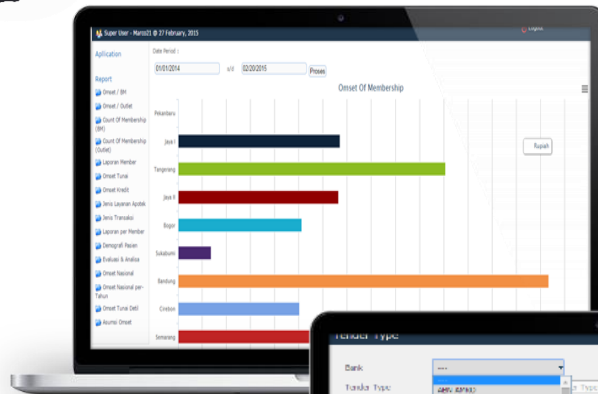 Super User - Marco21 @ 27 February, 2015
Logout
Aplication
Date Period :
01/01/2014
s/d
02/20/2015
Proses
Report
Omset Of Membership
Omset / BM
Omset / Outlet
Count Of Membership
(BM)
Count Of Membership
(Outlet)
Laporan Member
Omset Tunai
Omset Kredit
Jenis Layanan Apotek
Jenis Transaksi
Laporan per Member
Demografi Pasien
Evaluasi & Analisa
Omset Nasional
Omset Nasional per-
Tahun
Omset Tunai Detil
Asumsi Omset
Pekanbaru
Jaya I
Tangerang
Jaya II
Bogor
Sukabumi
Bandung
Cirebon
Semarang
Rupiah
Tender Type
Bank
---
Tender Type
---